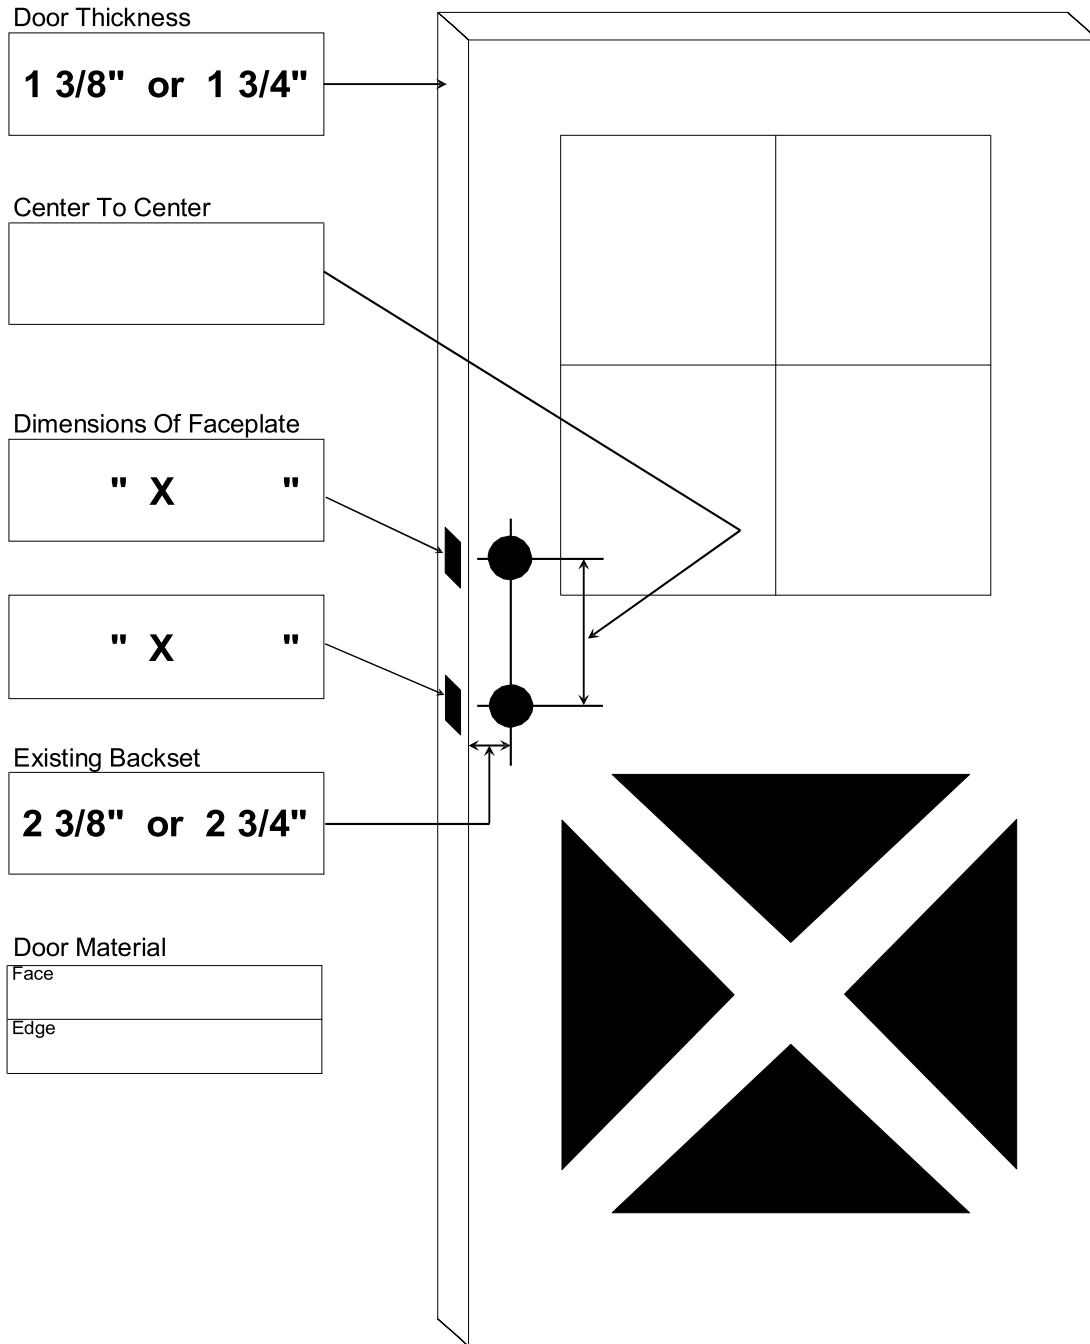 Door Thickness
1 3/8" or 1 3/4"
Center To Center
Dimensions Of Faceplate
" X "
" X "
Existing Backset
2 3/8" or 2 3/4"
Door Material
Face
Edge